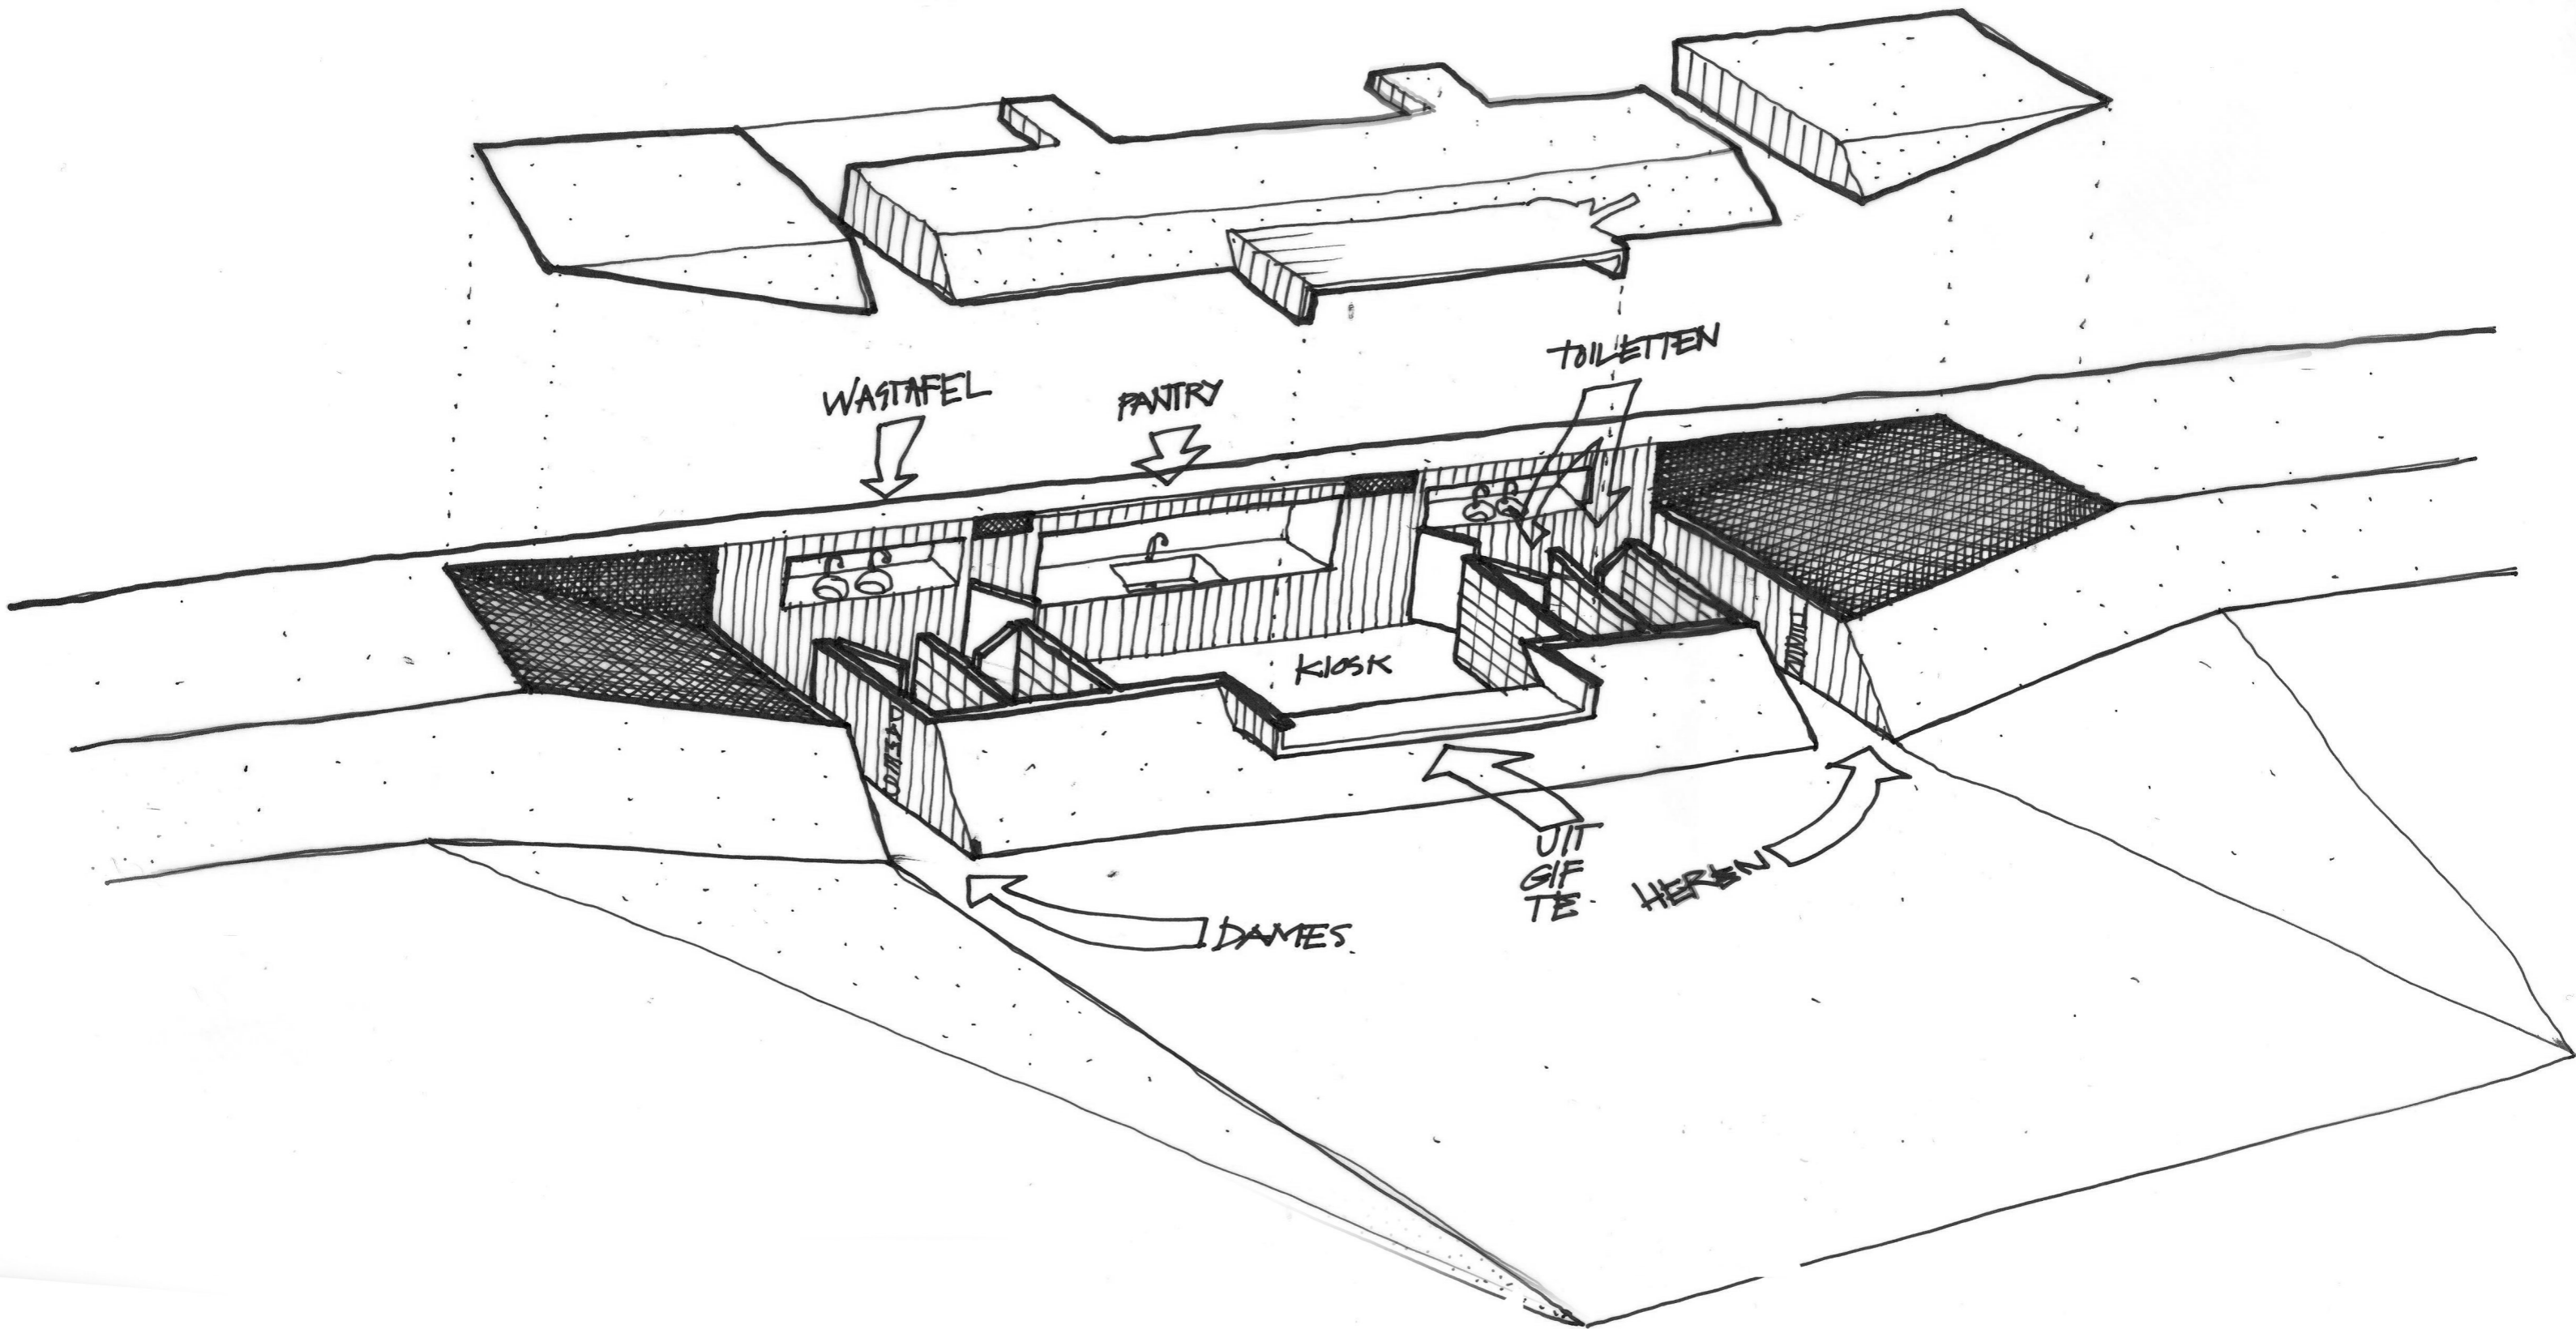 TOILETTEN
WASTAFEL
PANTRY
KIOSK
UIT
GIF
TE
HEREN
DAMES